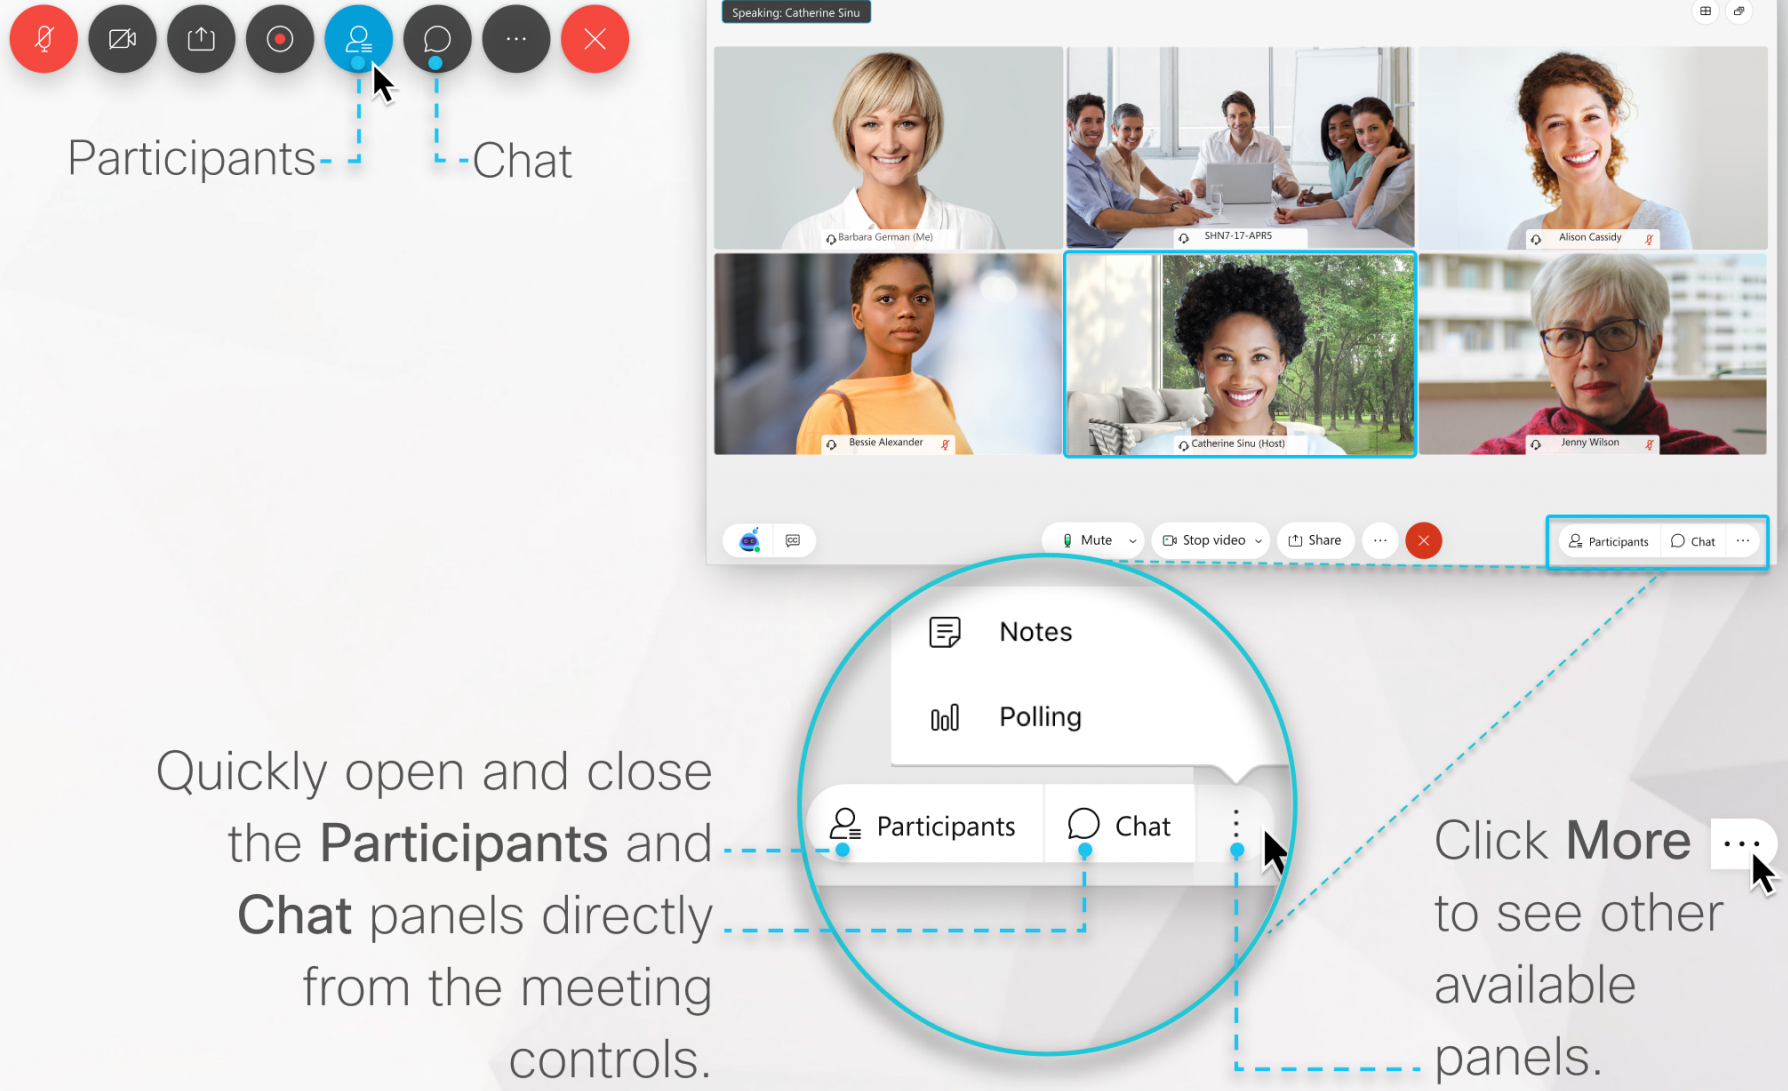 Participants
Chat
Speaking: Catherine Sinu
Barbara German (Me)
SHN7-17-APR5
Alison Cassidy
Bessie Alexander
Catherine Sinu (Host)
Jenny Wilson
CC
Mute
Stop video
Share
Participants
Chat
Notes
Polling
Participants
Chat
Quickly open and close
the Participants and
Chat panels directly
from the meeting
controls.
Click More
to see other
available
panels.